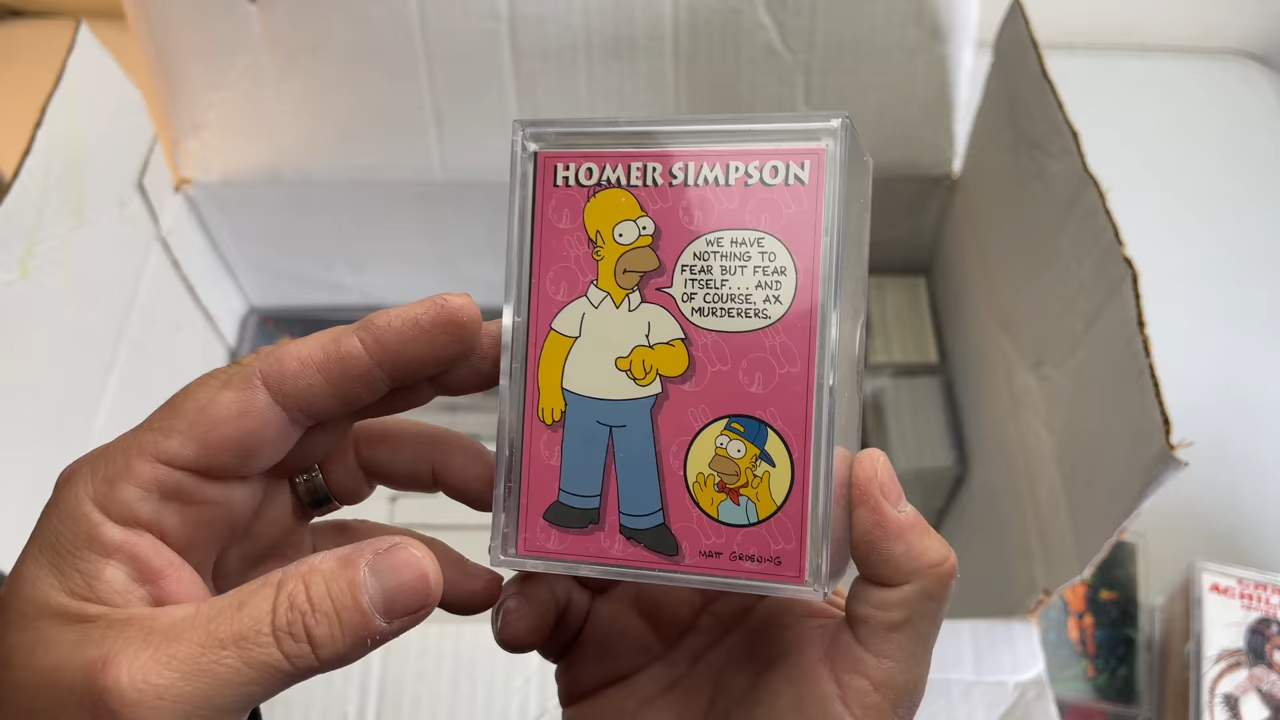 HOMER SIMPSON
WE HAVE
NOTHING TO
FEAR BUT FEAR
ITSELF... AND
OF COURSE, AX
MURDERERS.
MATT GROENING